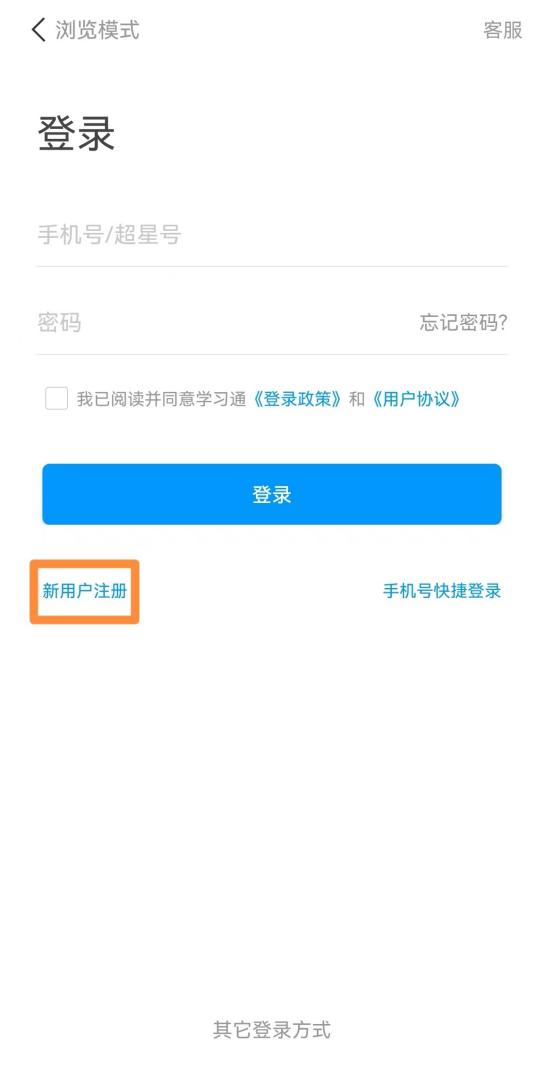 浏览模式 客服
登录
手机号/超星号
密码 忘记密码?
我已阅读并同意学习通《登录政策》和《用户协议》
登录
新用户注册 手机号快捷登录
其它登录方式